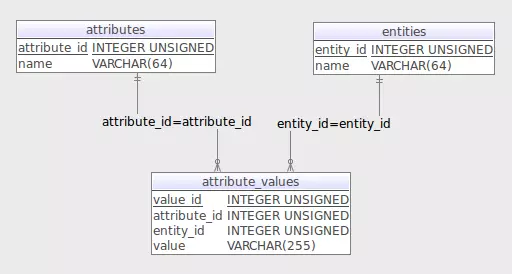 attributes
attribute_id INTEGER UNSIGNED
name VARCHAR(64)
entities
entity_id INTEGER UNSIGNED
name VARCHAR(64)
attribute_id=attribute_id
entity_id=entity_id
attribute_values
value_id INTEGER UNSIGNED
attribute_id INTEGER UNSIGNED
entity_id INTEGER UNSIGNED
value VARCHAR(255)